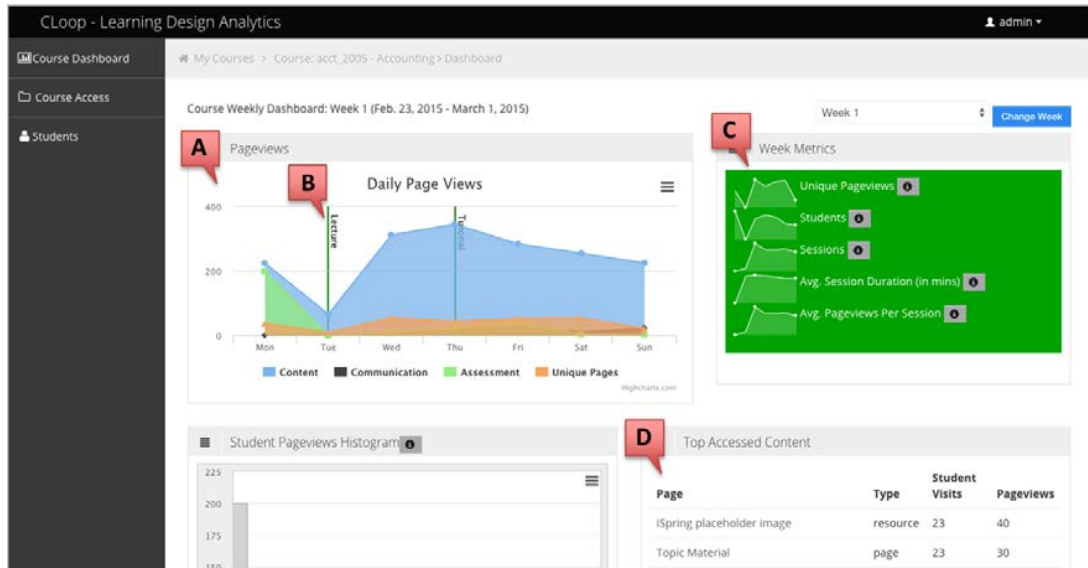 CLoop - Learning Design Analytics
admin
Course Dashboard
My Courses > Course: acct_2005 - Accounting > Dashboard
Course Access
Students
Course Weekly Dashboard: Week 1 (Feb. 23, 2015 - March 1, 2015)
Week 1
Change Week
A
Pageviews
B
Daily Page Views
400
200
0
Lecture
Tutorial
Mon Tue Wed Thu Fri Sat Sun
Content Communication Assessment Unique Pages
Highcharts.com
C
Week Metrics
Unique Pageviews
Students
Sessions
Avg. Session Duration (in mins)
Avg. Pageviews Per Session
Student Pageviews Histogram
225
200
175
150
D
Top Accessed Content
Page Type Student Visits Pageviews
iSpring placeholder image resource 23 40
Topic Material page 23 30